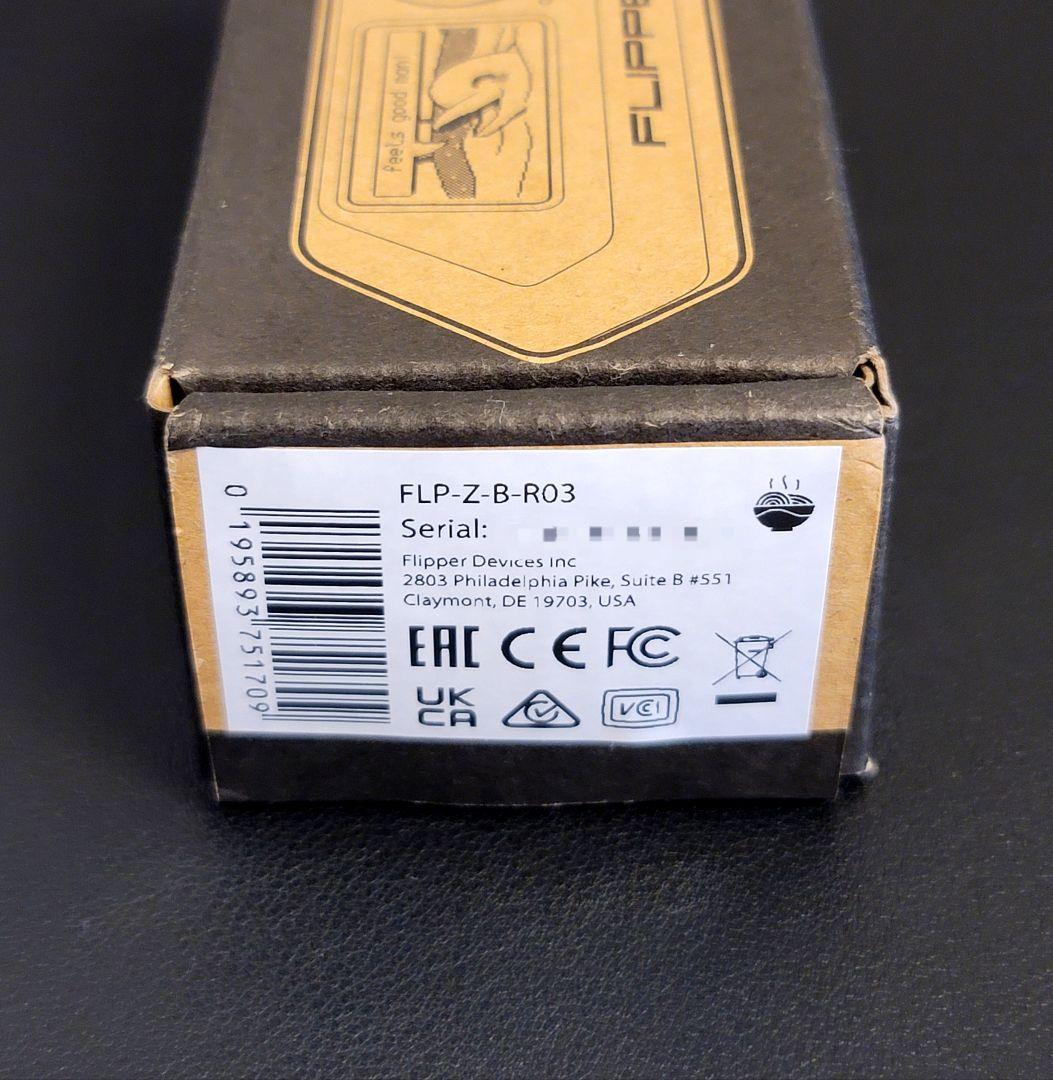 feels good man!
FLIPPE
FLP-Z-B-R03
Serial:
Flipper Devices Inc
2803 Philadelphia Pike, Suite B #551
Claymont, DE 19703, USA
0 195893 751709
EAC CE FC
UK
CA
VCCI